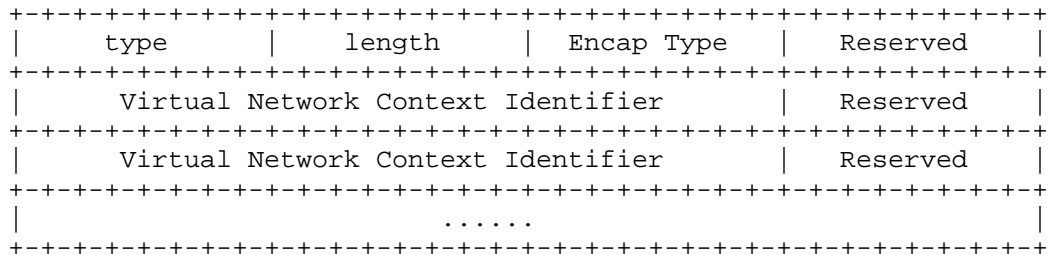 +-+-+-+-+-+-+-+-+-+-+-+-+-+-+-+-+-+-+-+-+-+-+-+-+-+-+-+-+-+-+-+-+
|     type      |    length     |  Encap Type   |   Reserved    |
+-+-+-+-+-+-+-+-+-+-+-+-+-+-+-+-+-+-+-+-+-+-+-+-+-+-+-+-+-+-+-+-+
|      Virtual Network Context Identifier       |   Reserved    |
+-+-+-+-+-+-+-+-+-+-+-+-+-+-+-+-+-+-+-+-+-+-+-+-+-+-+-+-+-+-+-+-+
|      Virtual Network Context Identifier       |   Reserved    |
+-+-+-+-+-+-+-+-+-+-+-+-+-+-+-+-+-+-+-+-+-+-+-+-+-+-+-+-+-+-+-+-+
|                          ......                               |
+-+-+-+-+-+-+-+-+-+-+-+-+-+-+-+-+-+-+-+-+-+-+-+-+-+-+-+-+-+-+-+-+